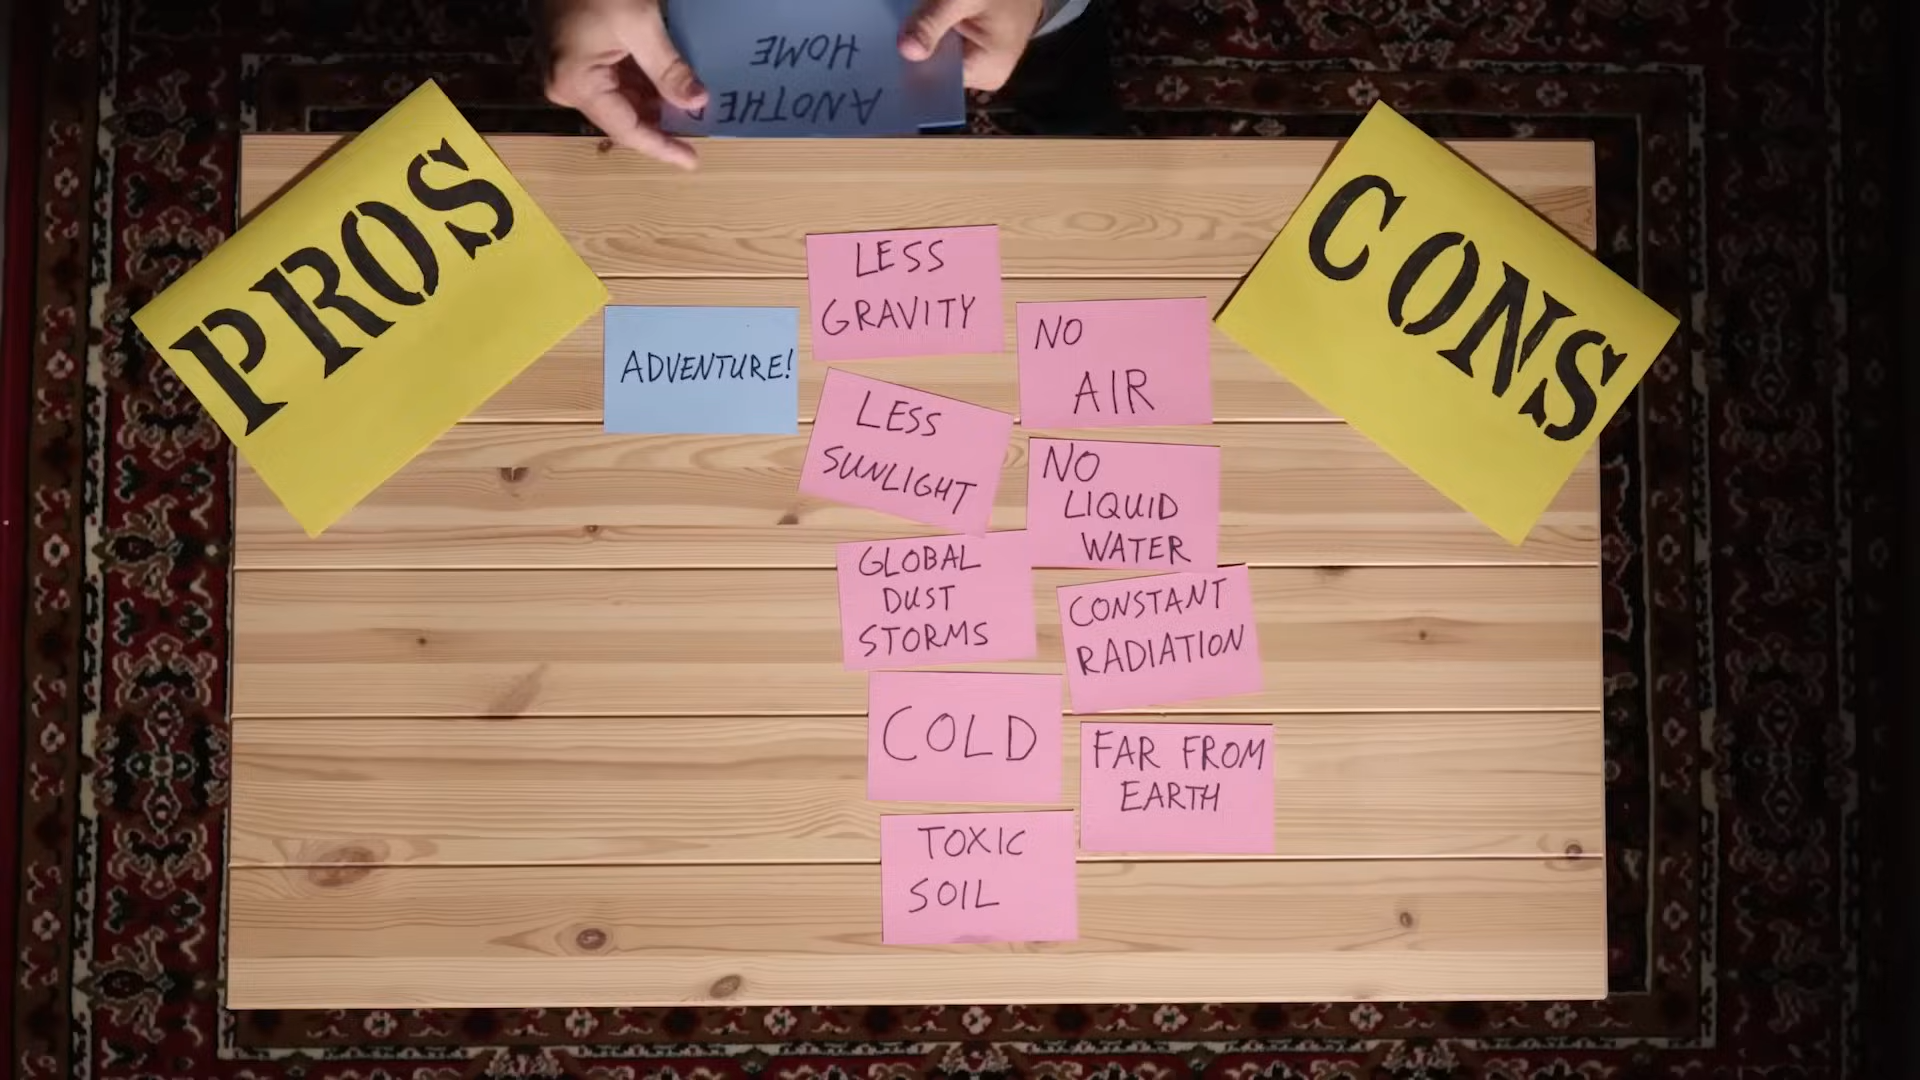 HOME
ANOTHER
PROS
CONS
ADVENTURE!
LESS
GRAVITY
NO
AIR
LESS
SUNLIGHT
NO
LIQUID
WATER
GLOBAL
DUST
STORMS
CONSTANT
RADIATION
COLD
FAR FROM
EARTH
TOXIC
SOIL